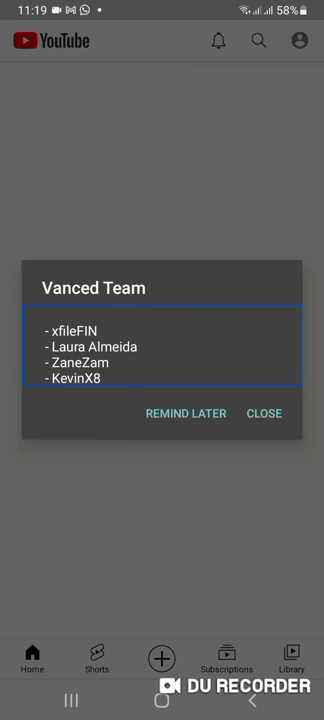 11:19
58%
YouTube
Vanced Team
- xfileFIN
- Laura Almeida
- ZaneZam
- KevinX8
REMIND LATER CLOSE
Home Shorts Subscriptions Library
DU RECORDER